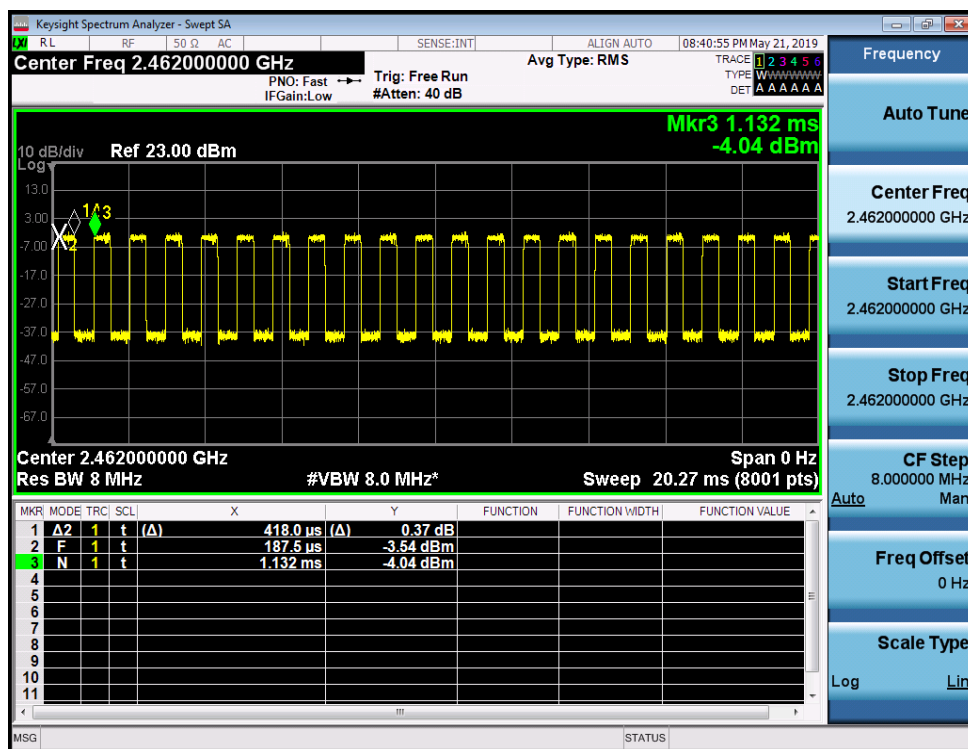 Keysight Spectrum Analyzer - Swept SA
LXI RL RF 50 Ω AC SENSE:INT ALIGN AUTO 08:40:55 PM May 21, 2019
Center Freq 2.462000000 GHz
PNO: Fast
IFGain:Low
Trig: Free Run
#Atten: 40 dB
Avg Type: RMS
TRACE 1 2 3 4 5 6
TYPE WWWWWW
DET A A A A A A
Mkr3 1.132 ms
-4.04 dBm
10 dB/div Ref 23.00 dBm
Log
13.0
3.00
-7.00
-17.0
-27.0
-37.0
-47.0
-57.0
-67.0
1Δ3
2
Center 2.462000000 GHz Span 0 Hz
Res BW 8 MHz #VBW 8.0 MHz* Sweep 20.27 ms (8001 pts)
MKR MODE TRC SCL X Y FUNCTION FUNCTION WIDTH FUNCTION VALUE
1 Δ2 1 t (Δ) 418.0 µs (Δ) 0.37 dB
2 F 1 t 187.5 µs -3.54 dBm
3 N 1 t 1.132 ms -4.04 dBm
4
5
6
7
8
9
10
11
MSG STATUS
Frequency
Auto Tune
Center Freq
2.462000000 GHz
Start Freq
2.462000000 GHz
Stop Freq
2.462000000 GHz
CF Step
8.000000 MHz
Auto Man
Freq Offset
0 Hz
Scale Type
Log Lin